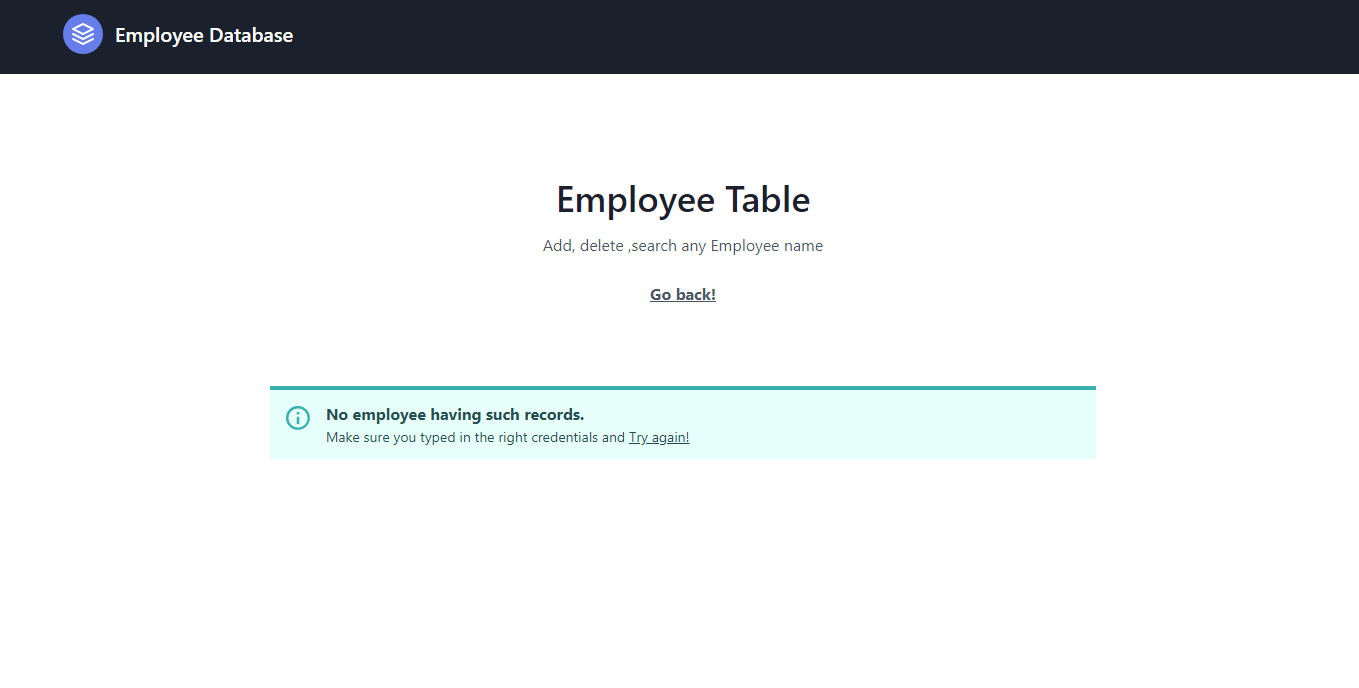 Employee Database
Employee Table
Add, delete ,search any Employee name
Go back!
No employee having such records.
Make sure you typed in the right credentials and Try again!